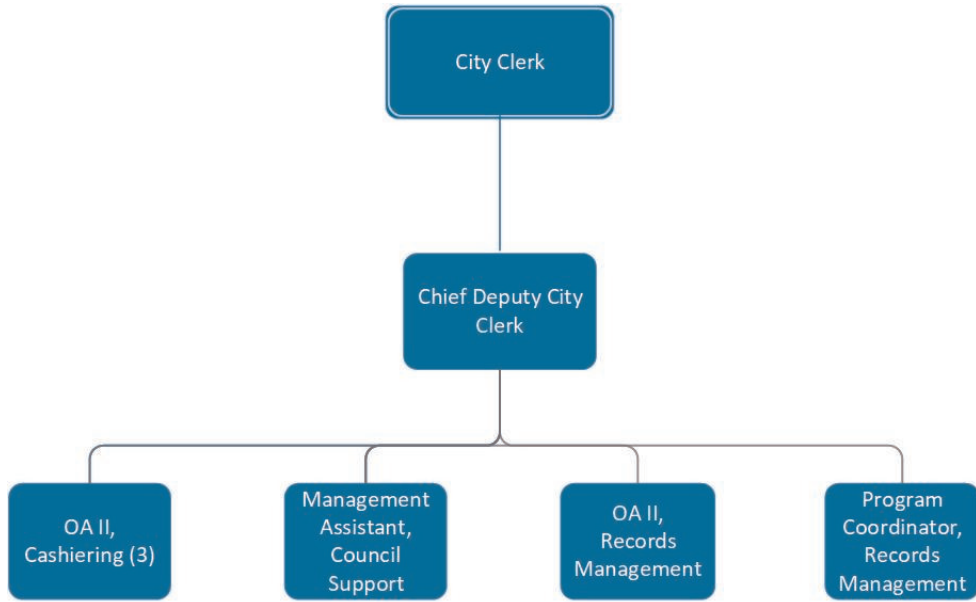 City Clerk
Chief Deputy City
Clerk
OA II,
Cashiering (3)
Management
Assistant,
Council
Support
OA II,
Records
Management
Program
Coordinator,
Records
Management